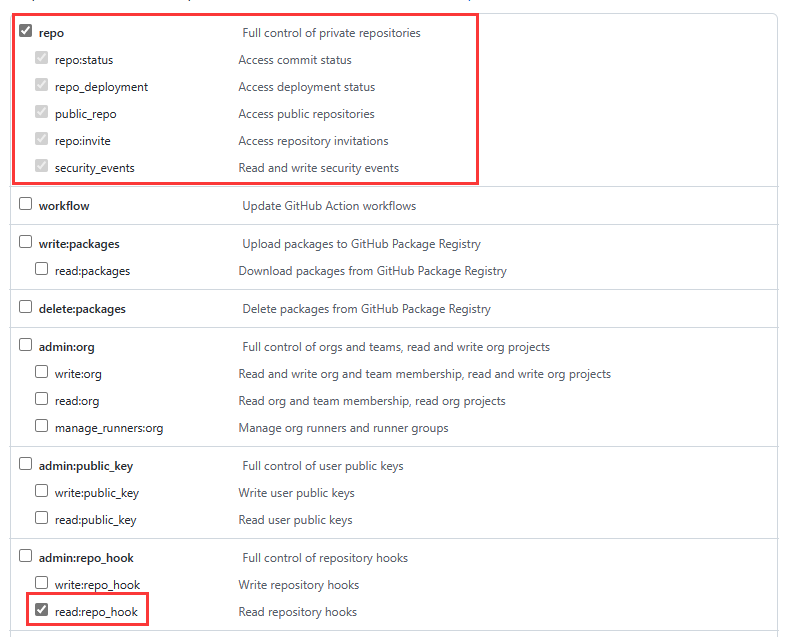 repo Full control of private repositories
repo:status Access commit status
repo_deployment Access deployment status
public_repo Access public repositories
repo:invite Access repository invitations
security_events Read and write security events
workflow Update GitHub Action workflows
write:packages Upload packages to GitHub Package Registry
read:packages Download packages from GitHub Package Registry
delete:packages Delete packages from GitHub Package Registry
admin:org Full control of orgs and teams, read and write org projects
write:org Read and write org and team membership, read and write org projects
read:org Read org and team membership, read org projects
manage_runners:org Manage org runners and runner groups
admin:public_key Full control of user public keys
write:public_key Write user public keys
read:public_key Read user public keys
admin:repo_hook Full control of repository hooks
write:repo_hook Write repository hooks
read:repo_hook Read repository hooks